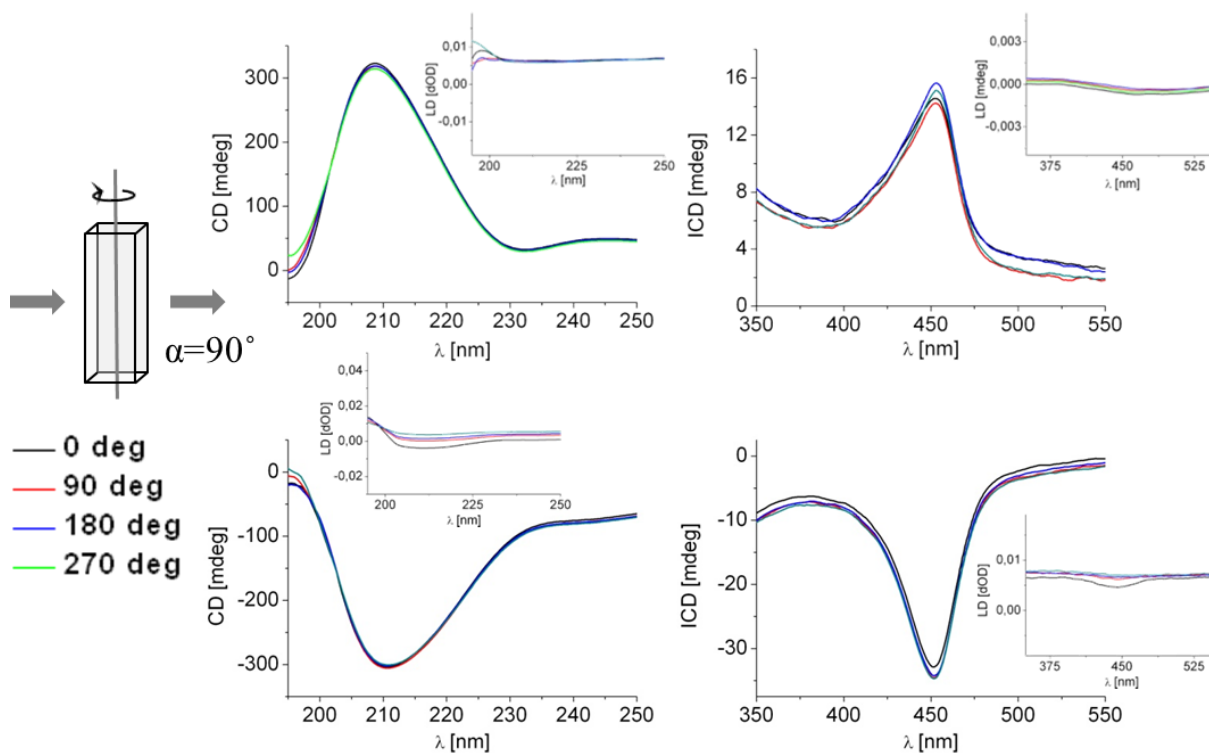 α=90˚
0 deg
90 deg
180 deg
270 deg
CD [mdeg]
300
200
100
0
200 210 220 230 240 250
λ [nm]
LD [dOD]
0,01
0,00
-0,01
200 225 250
λ [nm]
ICD [mdeg]
16
12
8
4
0
350 400 450 500 550
λ [nm]
LD [mdeg]
0,003
0,000
-0,003
375 450 525
λ [nm]
CD [mdeg]
0
-100
-200
-300
200 210 220 230 240 250
λ [nm]
LD [dOD]
0,04
0,02
0,00
-0,02
200 225 250
λ [nm]
ICD [mdeg]
0
-10
-20
-30
350 400 450 500 550
λ [nm]
LD [dOD]
0,01
0,00
375 450 525
λ [nm]